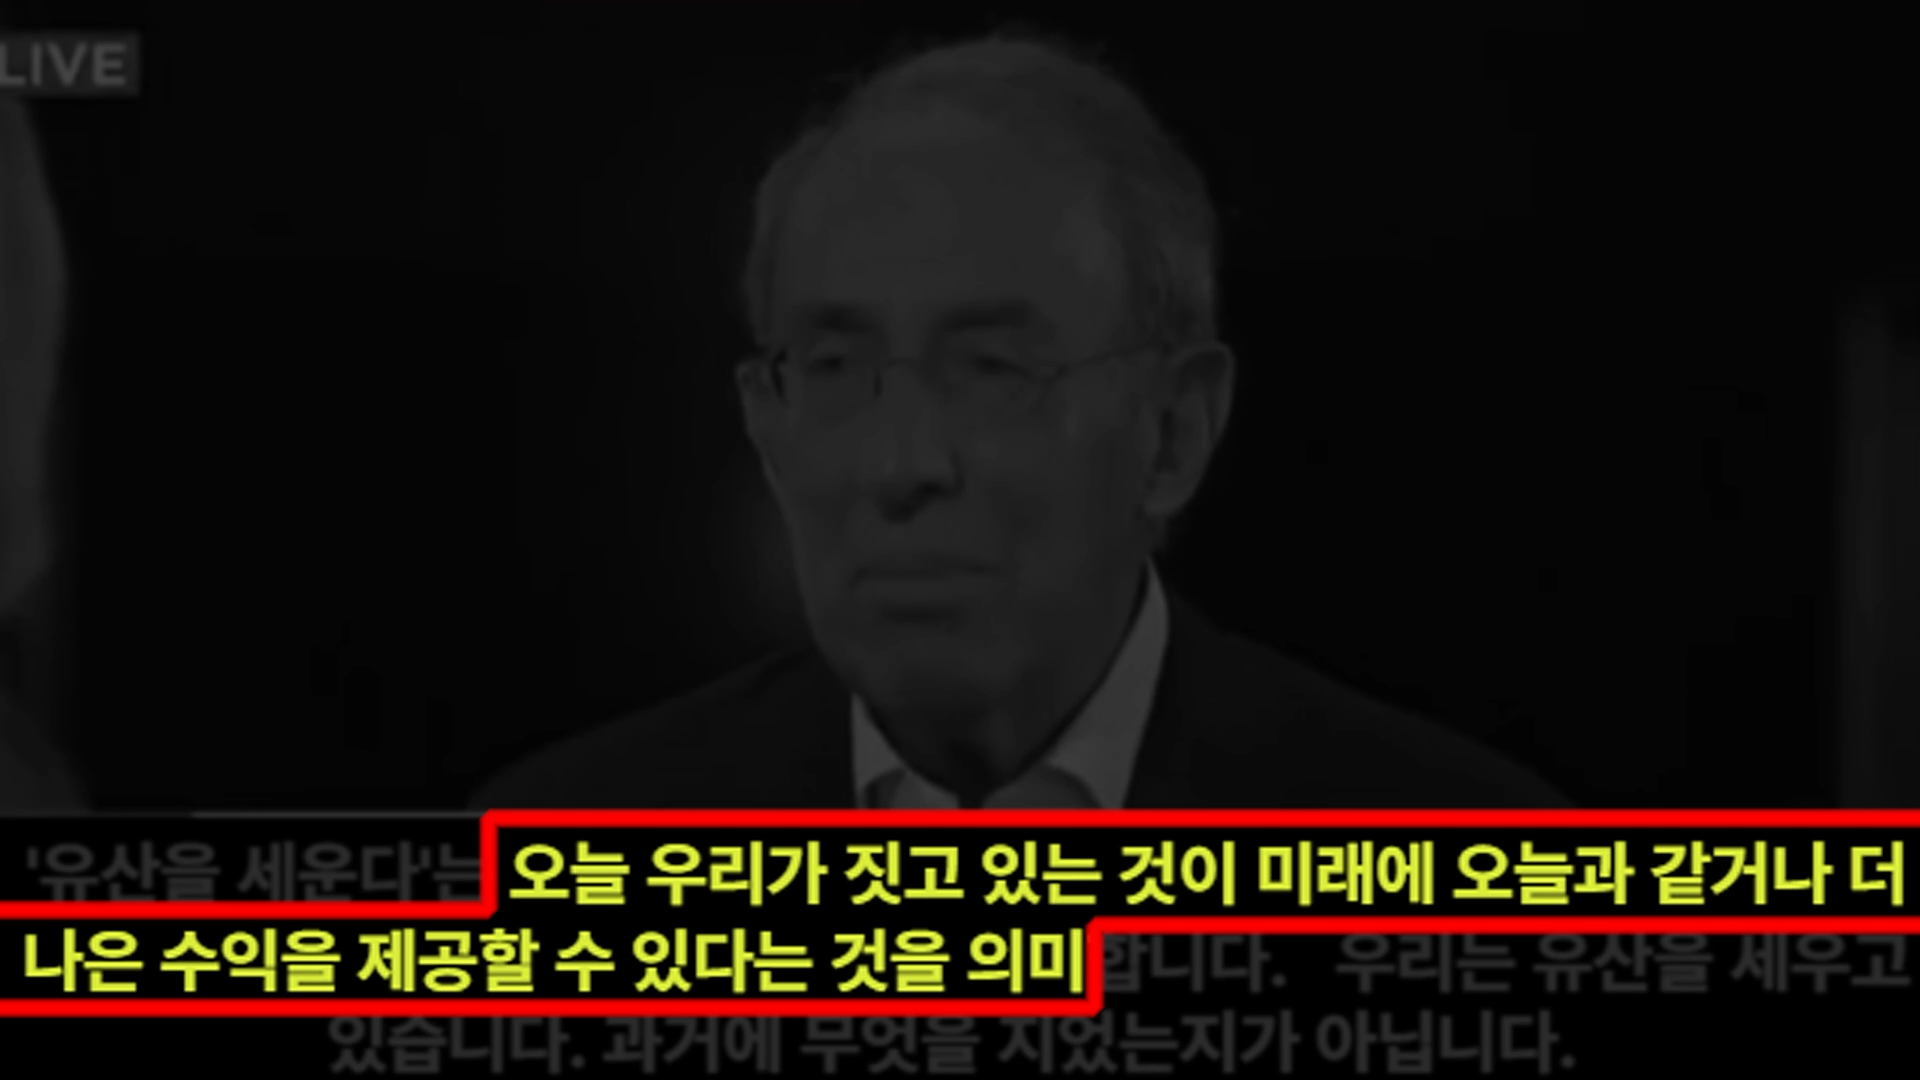 LIVE
'유산을 세운다'는 오늘 우리가 짓고 있는 것이 미래에 오늘과 같거나 더
나은 수익을 제공할 수 있다는 것을 의미합니다. 우리는 유산을 세우고
있습니다. 과거에 무엇을 지었는지가 아닙니다.